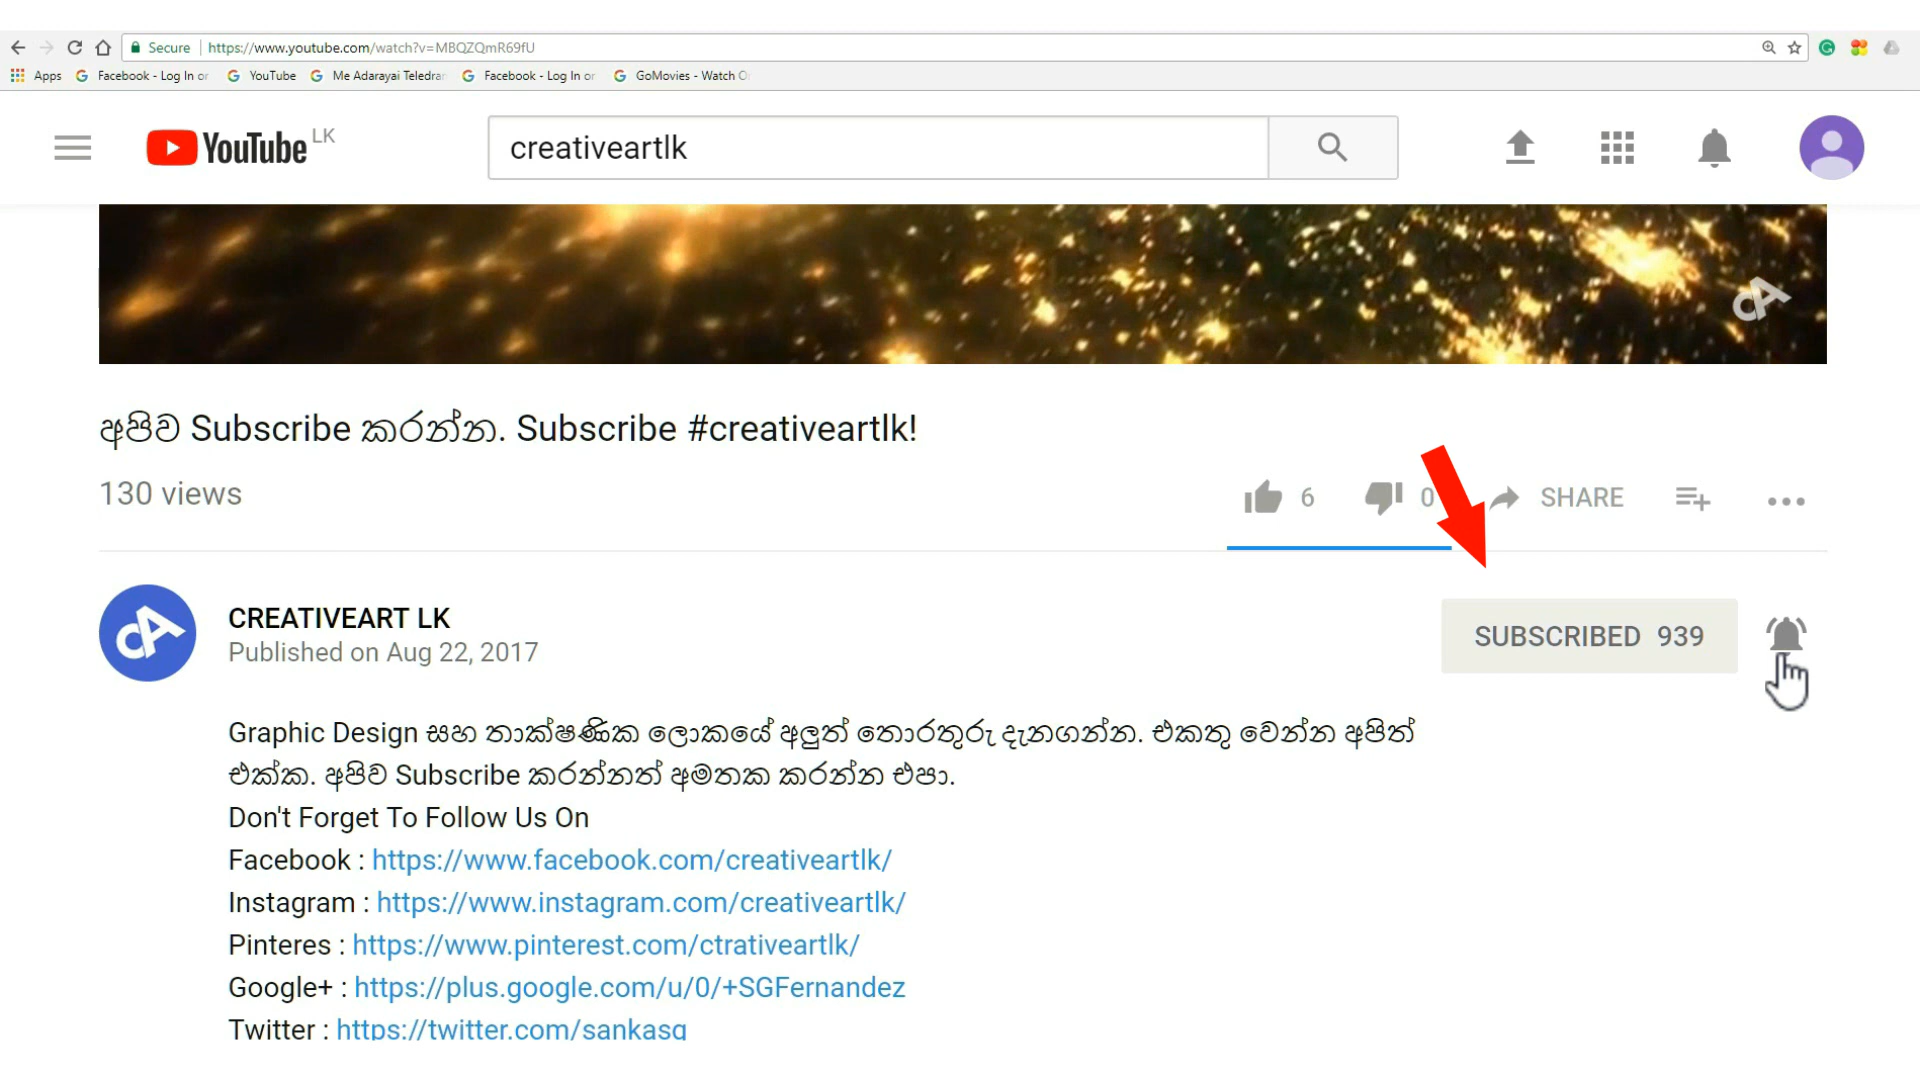 Secure https://www.youtube.com/watch?v=MBQZQmR69fU
Apps Facebook - Log In or YouTube Me Adarayai Teledra Facebook - Log In or GoMovies - Watch O
YouTube LK creativeartlk
cA
අපිව Subscribe කරන්න. Subscribe #creativeartlk!
130 views
6 0 SHARE
cA
CREATIVEART LK
Published on Aug 22, 2017
SUBSCRIBED 939
Graphic Design සහ තාක්ෂණික ලොකයේ අලුත් තොරතුරු දැනගන්න. එකතු වෙන්න අපිත්
එක්ක. අපිව Subscribe කරන්නත් අමතක කරන්න එපා.
Don't Forget To Follow Us On
Facebook : https://www.facebook.com/creativeartlk/
Instagram : https://www.instagram.com/creativeartlk/
Pinteres : https://www.pinterest.com/ctrativeartlk/
Google+ : https://plus.google.com/u/0/+SGFernandez
Twitter : https://twitter.com/sankasg